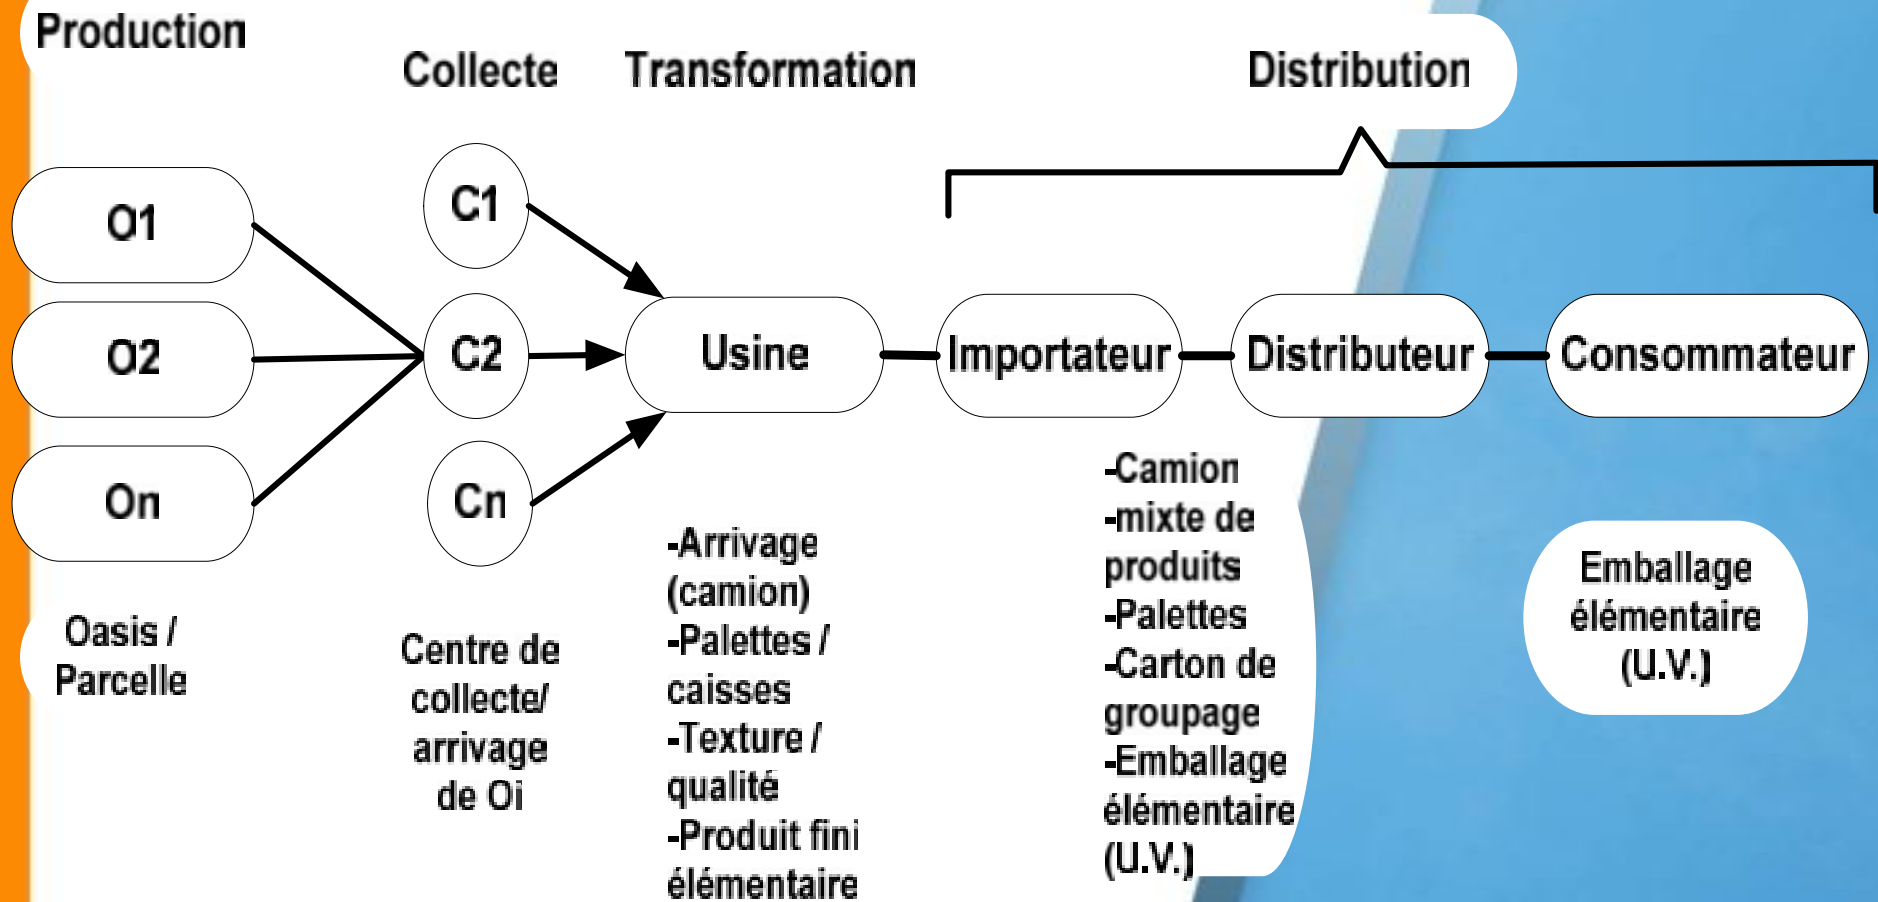 Production
Collecte
Transformation
Distribution
O1
O2
On
C1
C2
Cn
Usine
Importateur
Distributeur
Consommateur
Oasis /
Parcelle
Centre de
collecte/
arrivage
de Oi
-Arrivage
(camion)
-Palettes /
caisses
-Texture /
qualité
-Produit fini
élémentaire
-Camion
-mixte de
produits
-Palettes
-Carton de
groupage
-Emballage
élémentaire
(U.V.)
Emballage
élémentaire
(U.V.)